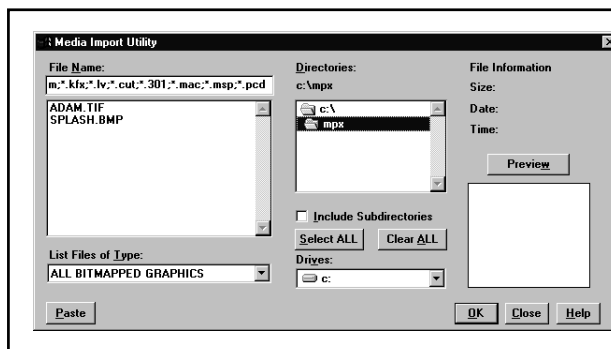 Media Import Utility
File Name:
m;*.kfx;*.lv;*.cut;*.301;*.mac;*.msp;*.pcd
ADAM.TIF
SPLASH.BMP
List Files of Type:
ALL BITMAPPED GRAPHICS
Paste
Directories:
c:\mpx
c:\
mpx
Include Subdirectories
Select ALL
Clear ALL
Drives:
c:
File Information
Size:
Date:
Time:
Preview
OK
Close
Help